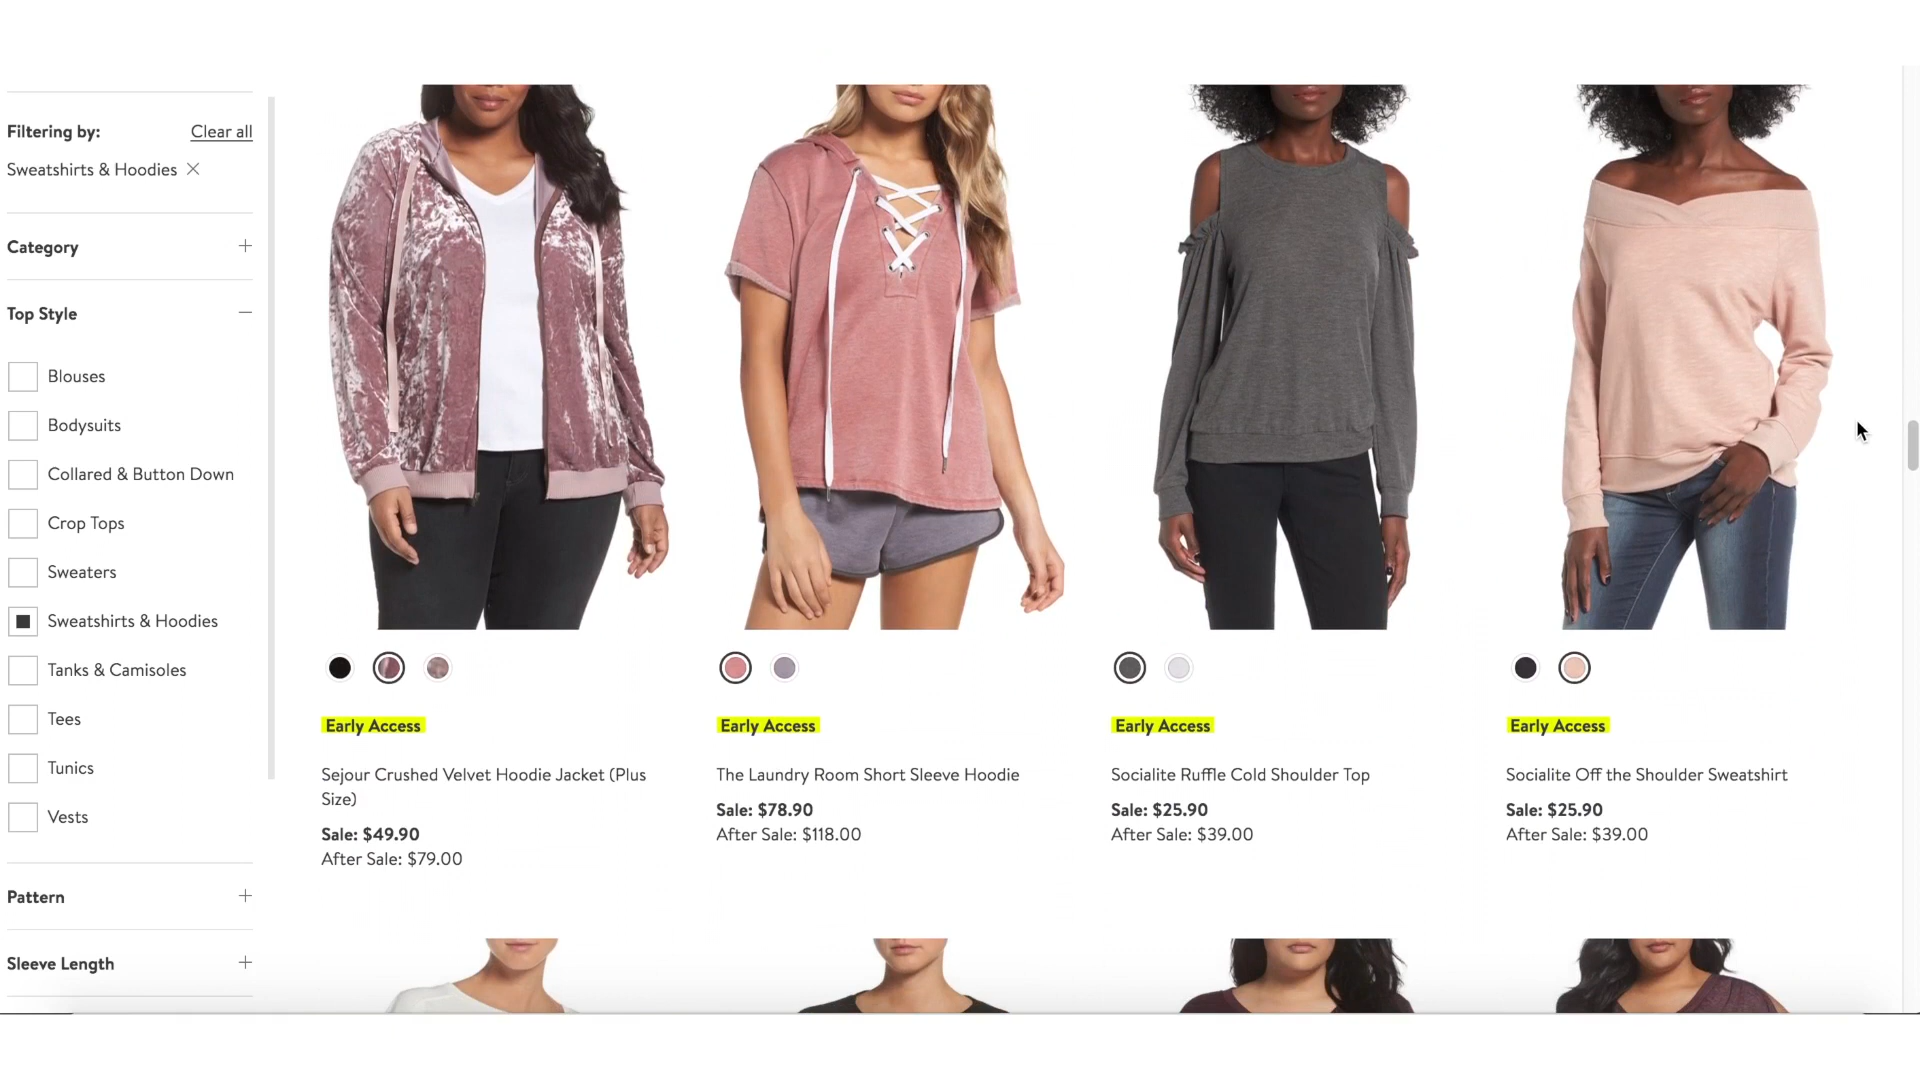 Filtering by:
Clear all
Sweatshirts & Hoodies
Category
Top Style
Blouses
Bodysuits
Collared & Button Down
Crop Tops
Sweaters
Sweatshirts & Hoodies
Tanks & Camisoles
Tees
Tunics
Vests
Pattern
Sleeve Length
Early Access
Sejour Crushed Velvet Hoodie Jacket (Plus
Size)
Sale: $49.90
After Sale: $79.00
Early Access
The Laundry Room Short Sleeve Hoodie
Sale: $78.90
After Sale: $118.00
Early Access
Socialite Ruffle Cold Shoulder Top
Sale: $25.90
After Sale: $39.00
Early Access
Socialite Off the Shoulder Sweatshirt
Sale: $25.90
After Sale: $39.00